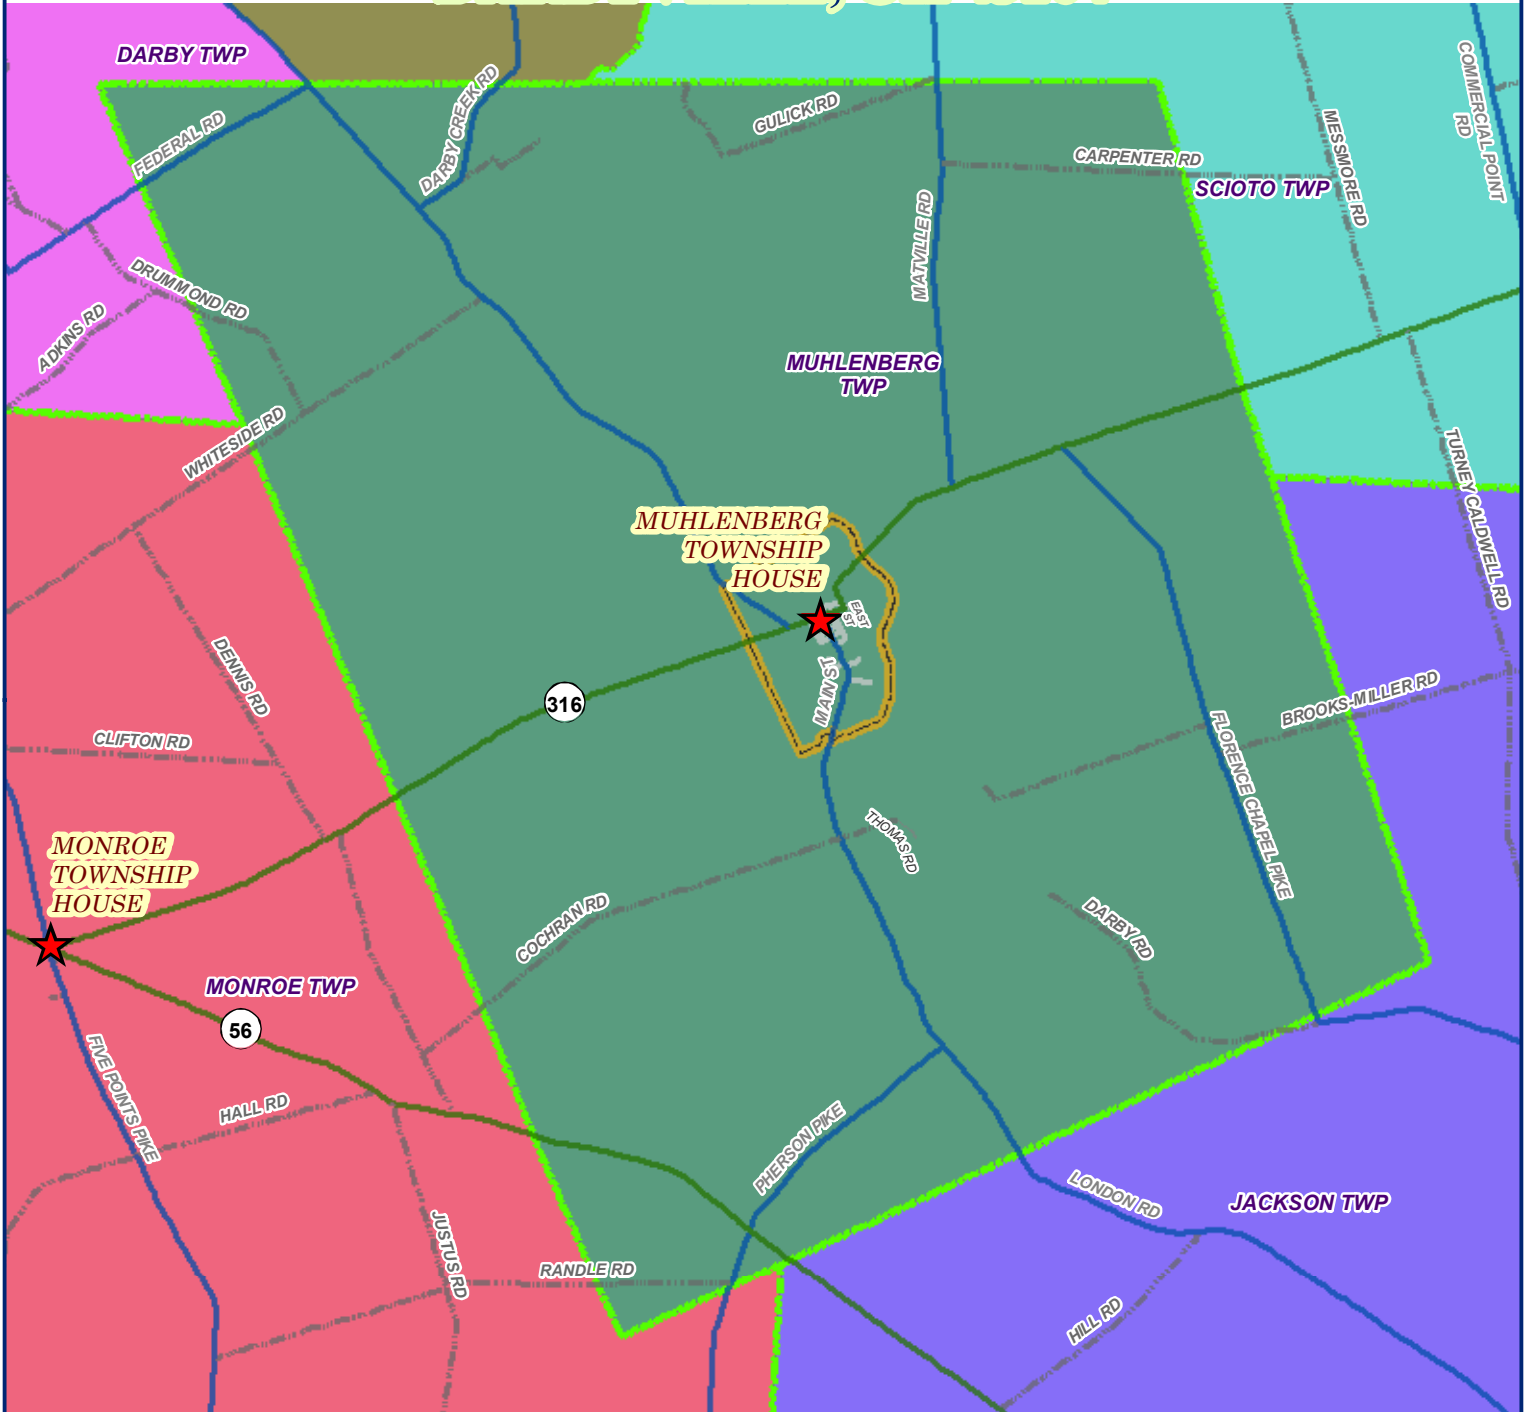 DARBY TWP
DARBY CREEK RD
GULICK RD
FEDERAL RD
CARPENTER RD
SCIOTO TWP
MESSMORE RD
COMMERCIAL POINT
RD
MATVILLE RD
DRUMMOND RD
ADKINS RD
MUHLENBERG
TWP
WHITESIDE RD
TURNEY CALDWELL RD
MUHLENBERG
TOWNSHIP
HOUSE
EAST
ST
MAIN ST
DENNIS RD
316
CLIFTON RD
BROOKS-MILLER RD
FLORENCE CHAPEL PIKE
THOMAS RD
MONROE
TOWNSHIP
HOUSE
COCHRAN RD
DARBY RD
MONROE TWP
56
FIVE POINTS PIKE
HALL RD
PHERSON PIKE
LONDON RD
JACKSON TWP
JUSTUS RD
RANDLE RD
HILL RD